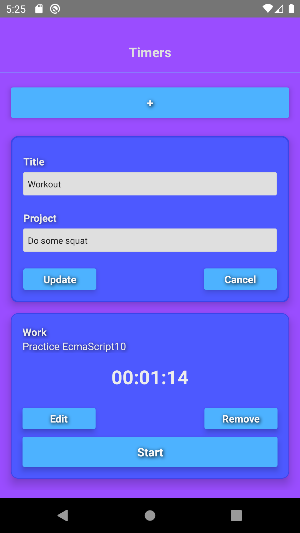 5:25
Timers
+
Title
Workout
Project
Do some squat
Update Cancel
Work
Practice EcmaScript10
00:01:14
Edit Remove
Start